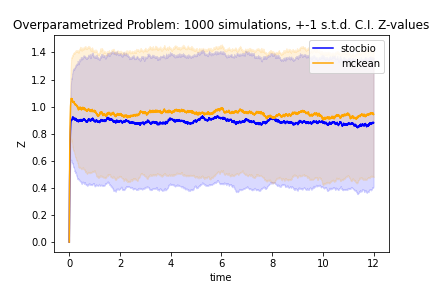 Overparametrized Problem: 1000 simulations, +-1 s.t.d. C.I. Z-values
stocbio
mckean
1.4
1.2
1.0
0.8
0.6
0.4
0.2
0.0
Z
0 2 4 6 8 10 12
time